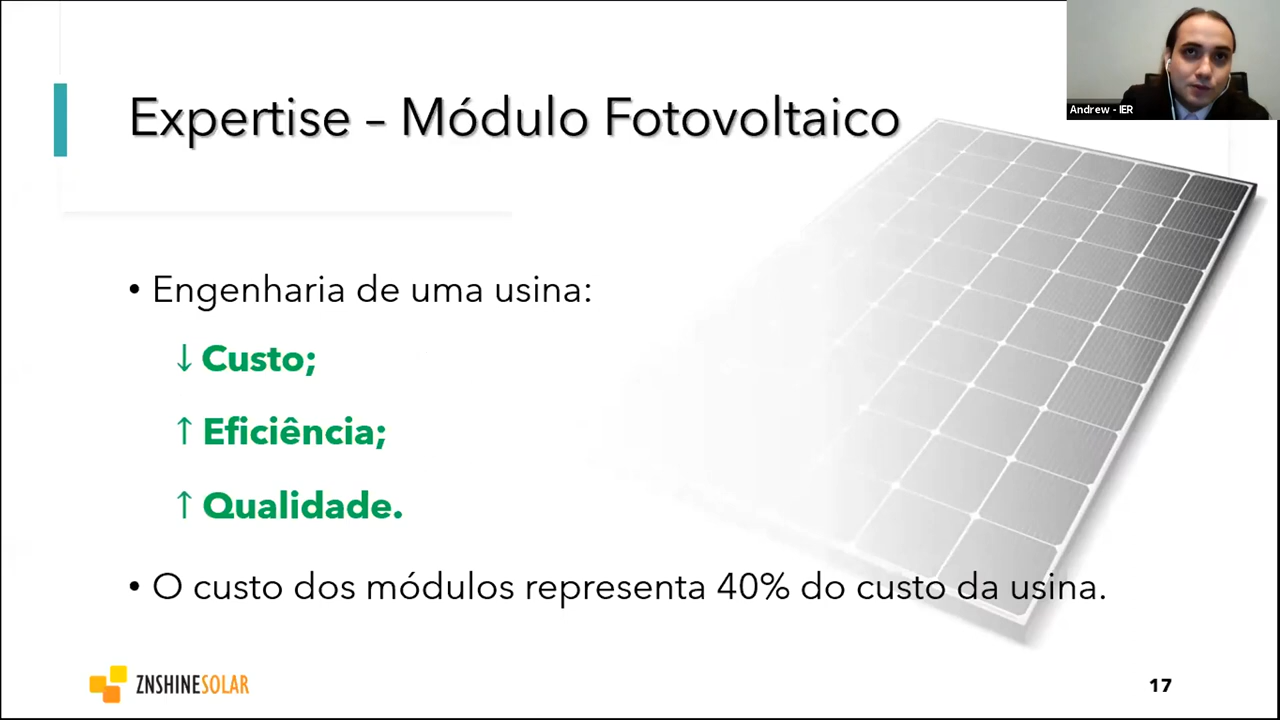 Andrew - IER
Expertise – Módulo Fotovoltaico
• Engenharia de uma usina:
↓ Custo;
↑ Eficiência;
↑ Qualidade.
• O custo dos módulos representa 40% do custo da usina.
ZNSHINESOLAR
17